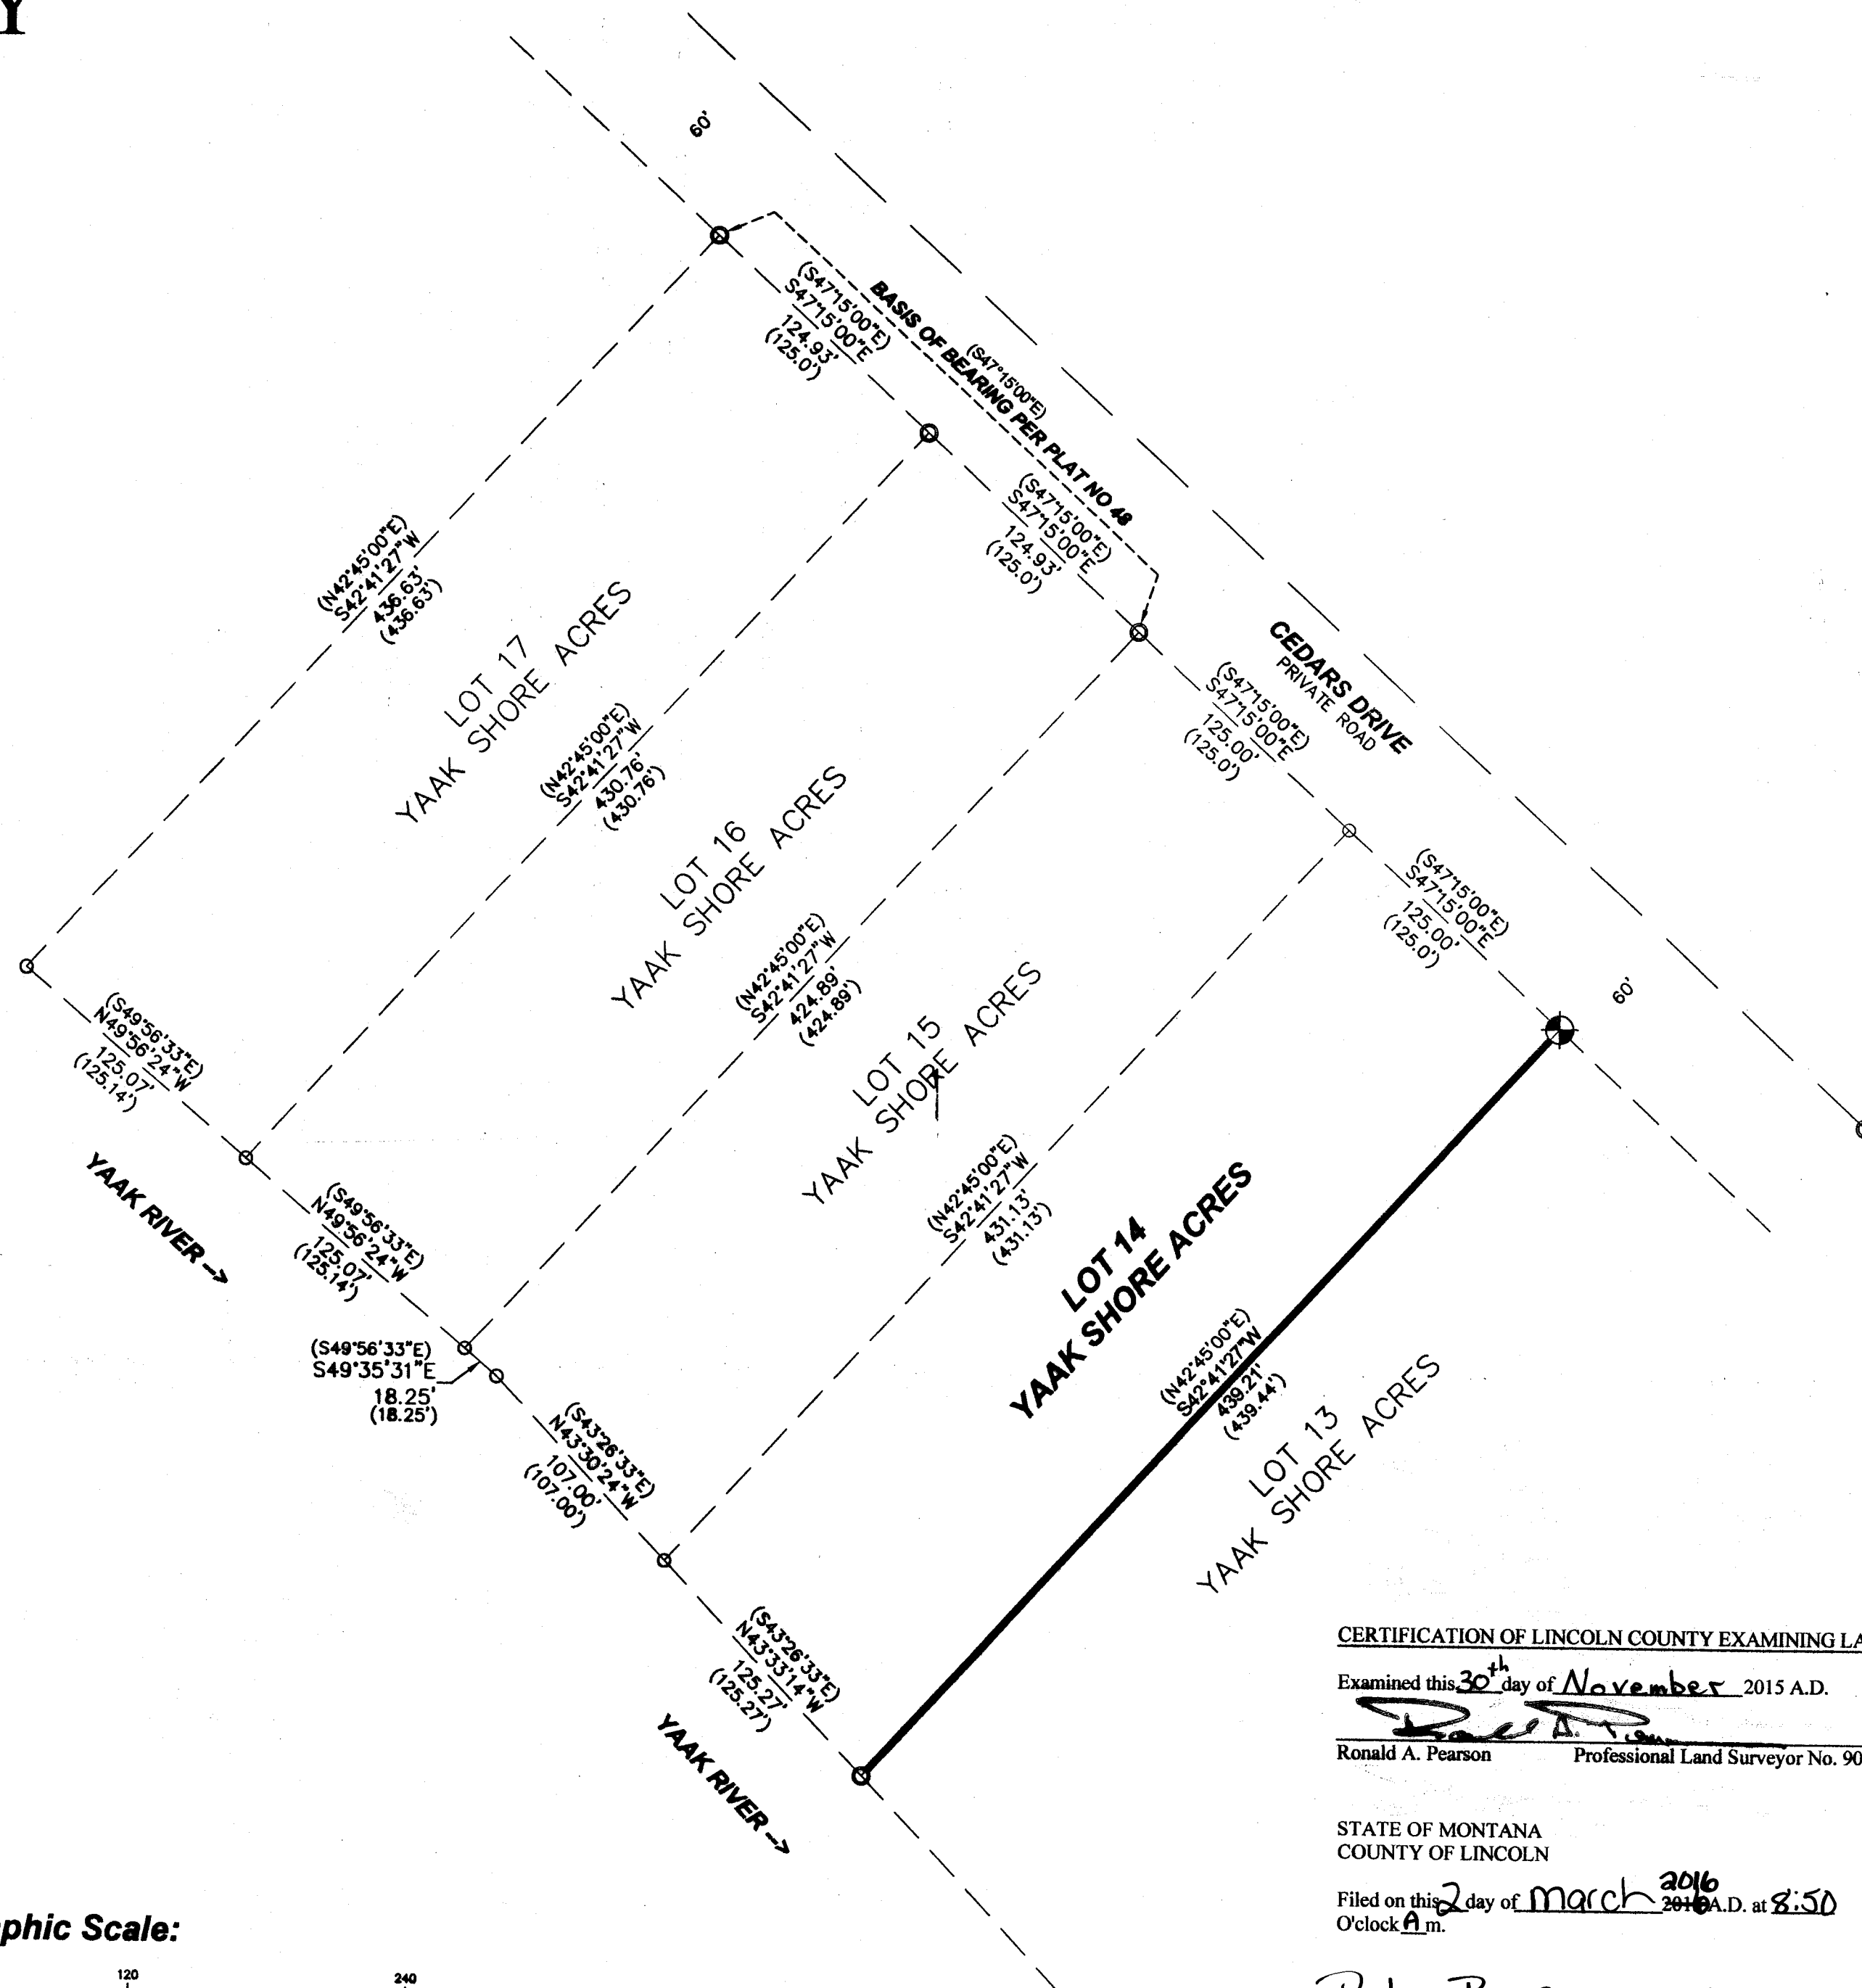 Y
60'
(S47°15'00"E)
S47°15'00"E
124.93'
(125.0')
BASIS OF BEARING PER PLAT NO 48
(S47°15'00"E)
(S47°15'00"E)
S47°15'00"E
124.93'
(125.0')
CEDARS DRIVE
PRIVATE ROAD
(S47°15'00"E)
S47°15'00"E
125.00'
(125.0')
(S47°15'00"E)
S47°15'00"E
125.00'
(125.0')
60'
(N42°45'00"E)
S42°41'27"W
436.63'
(436.63')
LOT 17
YAAK SHORE ACRES
(N42°45'00"E)
S42°41'27"W
430.76'
(430.76')
LOT 16
YAAK SHORE ACRES
(N42°45'00"E)
S42°41'27"W
424.89'
(424.89')
LOT 15
YAAK SHORE ACRES
(N42°45'00"E)
S42°41'27"W
431.13'
(431.13')
LOT 14
YAAK SHORE ACRES
(N42°45'00"E)
S42°41'27"W
439.21'
(439.44')
LOT 13
YAAK SHORE ACRES
(S49°56'33"E)
N49°56'24"W
125.07'
(125.14')
YAAK RIVER ->
(S49°56'33"E)
N49°56'24"W
125.07'
(125.14')
(S49°56'33"E)
S49°35'31"E
18.25'
(18.25')
(S43°26'33"E)
N43°30'24"W
107.00'
(107.00')
(S43°26'33"E)
N43°33'14"W
125.27'
(125.27')
YAAK RIVER ->
CERTIFICATION OF LINCOLN COUNTY EXAMINING LA
Examined this 30th day of November 2015 A.D.
Ronald A. Pearson Professional Land Surveyor No. 90
STATE OF MONTANA
COUNTY OF LINCOLN
Filed on this 2 day of March 2016 A.D. at 8:50
O'clock A m.
phic Scale:
120 240